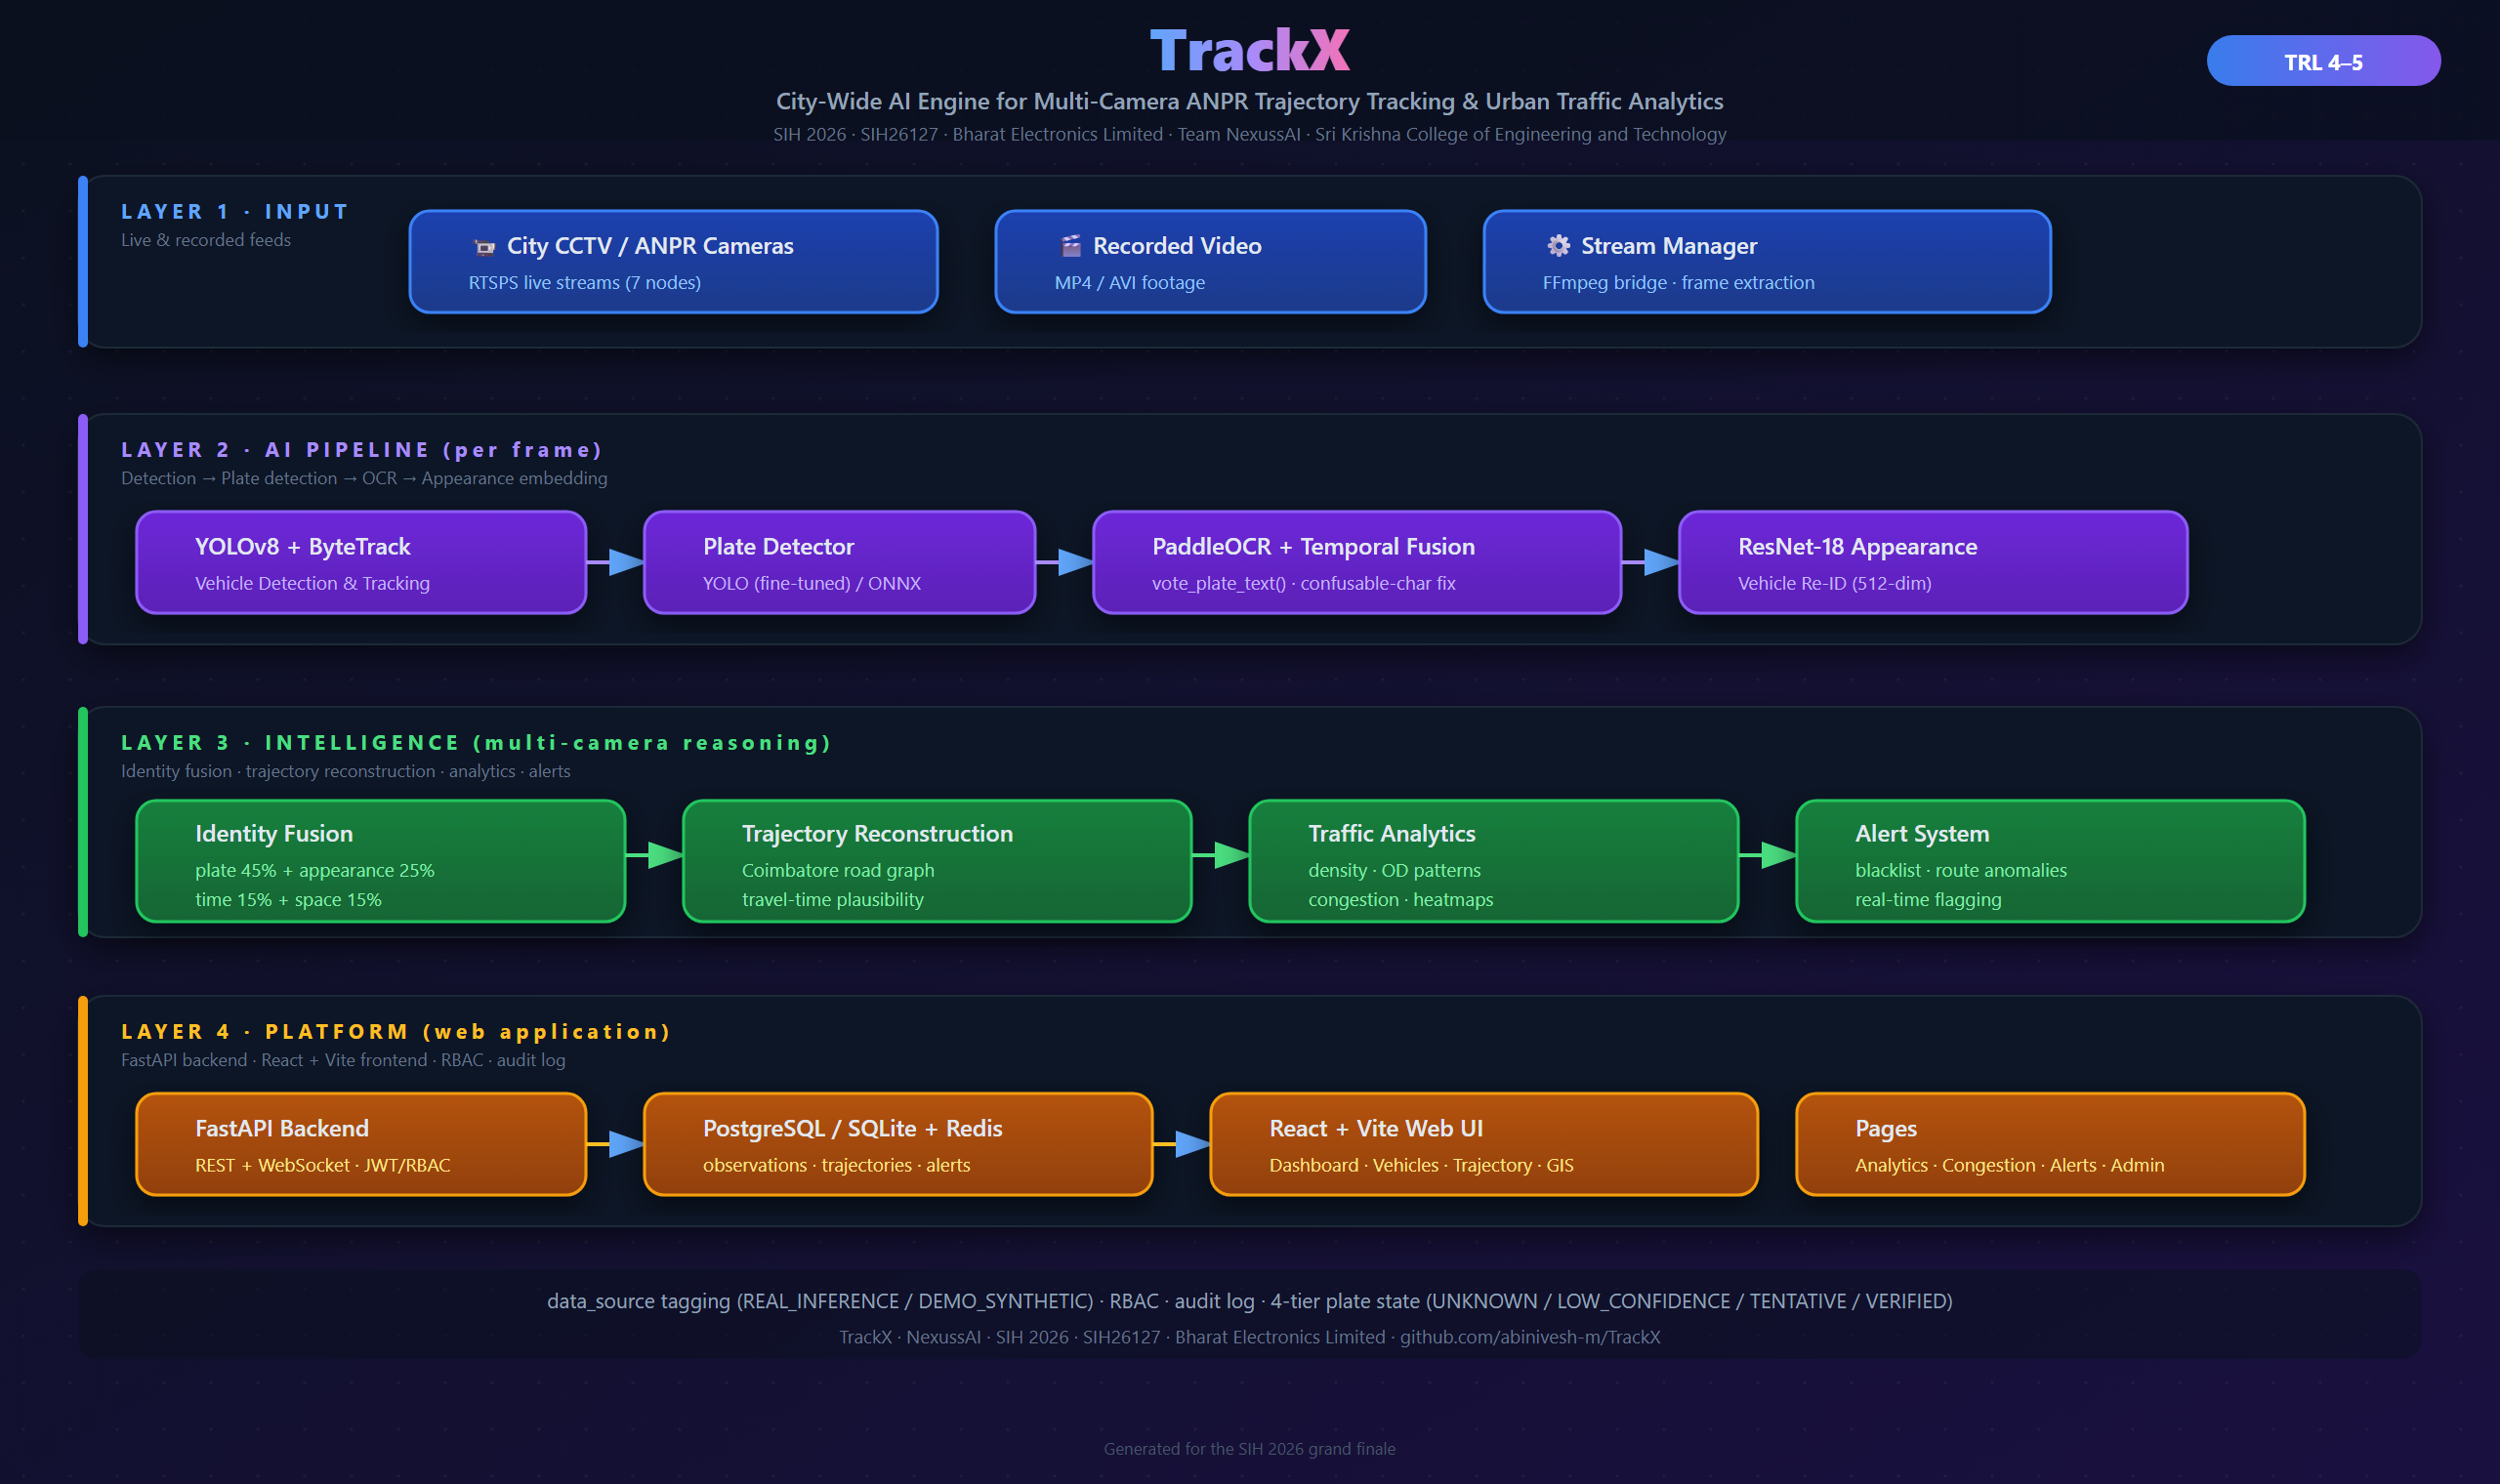 TrackX
TRL 4–5
City-Wide AI Engine for Multi-Camera ANPR Trajectory Tracking & Urban Traffic Analytics
SIH 2026 · SIH26127 · Bharat Electronics Limited · Team NexussAI · Sri Krishna College of Engineering and Technology
LAYER 1 · INPUT
Live & recorded feeds
City CCTV / ANPR Cameras
RTSPS live streams (7 nodes)
Recorded Video
MP4 / AVI footage
Stream Manager
FFmpeg bridge · frame extraction
LAYER 2 · AI PIPELINE (per frame)
Detection → Plate detection → OCR → Appearance embedding
YOLOv8 + ByteTrack
Vehicle Detection & Tracking
Plate Detector
YOLO (fine-tuned) / ONNX
PaddleOCR + Temporal Fusion
vote_plate_text() · confusable-char fix
ResNet-18 Appearance
Vehicle Re-ID (512-dim)
LAYER 3 · INTELLIGENCE (multi-camera reasoning)
Identity fusion · trajectory reconstruction · analytics · alerts
Identity Fusion
plate 45% + appearance 25%
time 15% + space 15%
Trajectory Reconstruction
Coimbatore road graph
travel-time plausibility
Traffic Analytics
density · OD patterns
congestion · heatmaps
Alert System
blacklist · route anomalies
real-time flagging
LAYER 4 · PLATFORM (web application)
FastAPI backend · React + Vite frontend · RBAC · audit log
FastAPI Backend
REST + WebSocket · JWT/RBAC
PostgreSQL / SQLite + Redis
observations · trajectories · alerts
React + Vite Web UI
Dashboard · Vehicles · Trajectory · GIS
Pages
Analytics · Congestion · Alerts · Admin
data_source tagging (REAL_INFERENCE / DEMO_SYNTHETIC) · RBAC · audit log · 4-tier plate state (UNKNOWN / LOW_CONFIDENCE / TENTATIVE / VERIFIED)
TrackX · NexussAI · SIH 2026 · SIH26127 · Bharat Electronics Limited · github.com/abinivesh-m/TrackX
Generated for the SIH 2026 grand finale